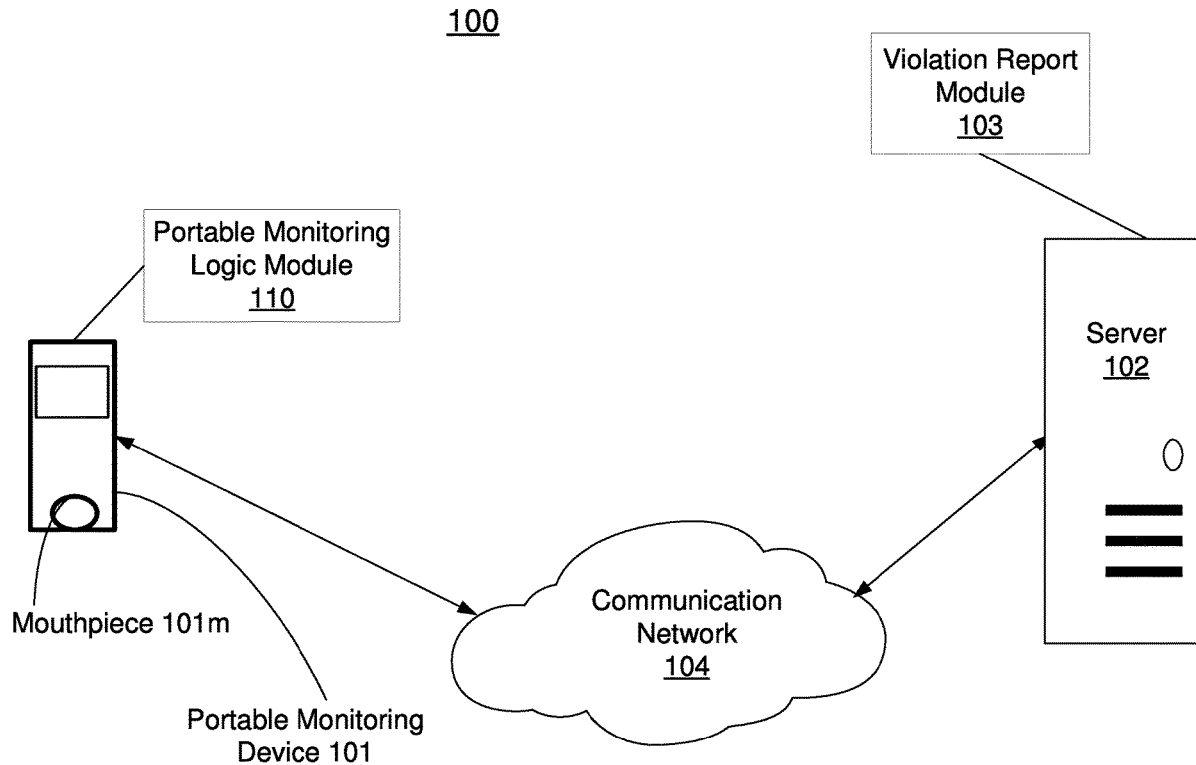 100
Violation Report
Module
103
Portable Monitoring
Logic Module
110
Server
102
Mouthpiece 101m
Communication
Network
104
Portable Monitoring
Device 101